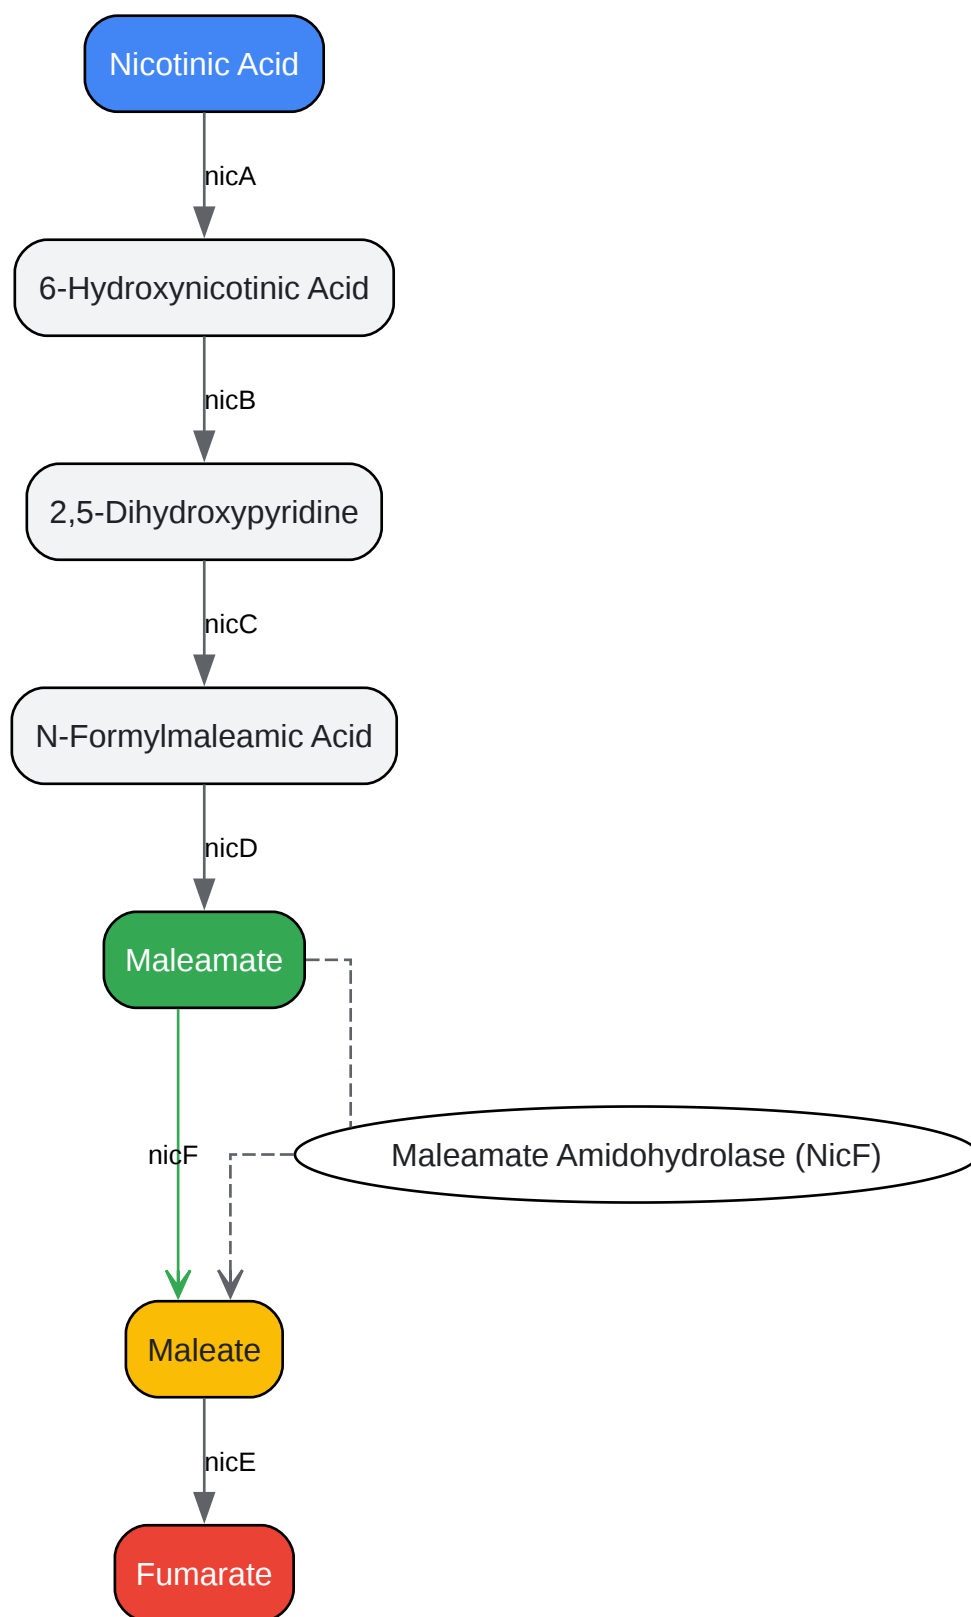 Nicotinic Acid
nicA
6-Hydroxynicotinic Acid
nicB
2,5-Dihydroxypyridine
nicC
N-Formylmaleamic Acid
nicD
Maleamate
nicF
Maleamate Amidohydrolase (NicF)
Maleate
nicE
Fumarate